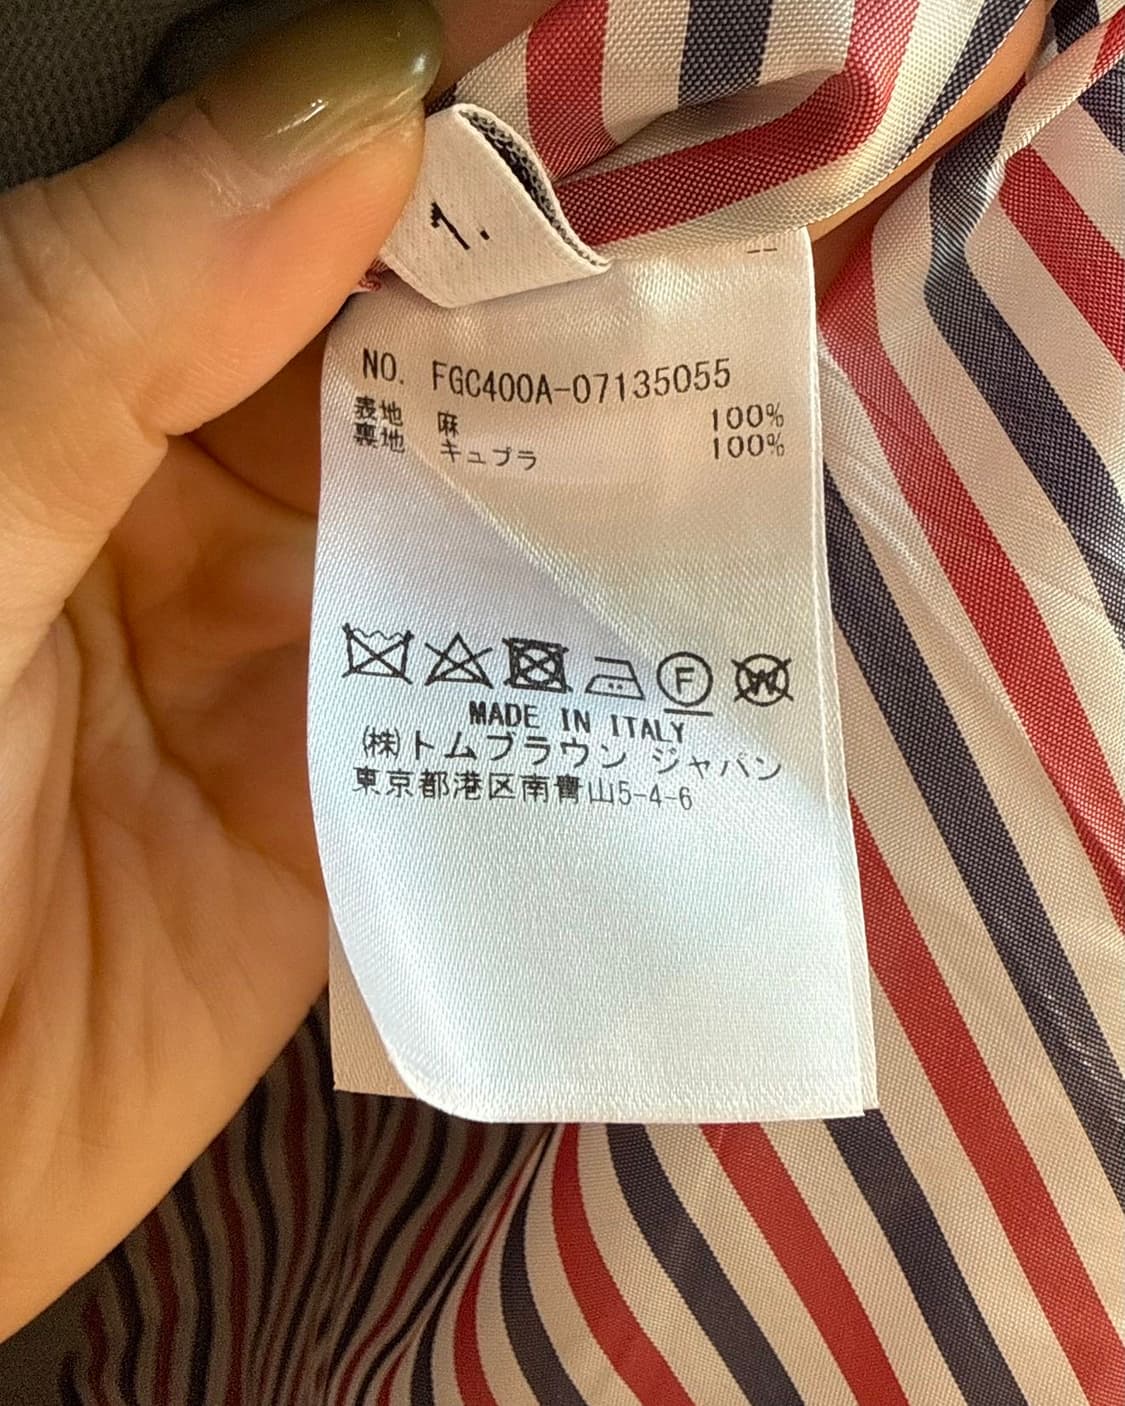 1.
NO. FGC400A-07135055
表地 麻 100%
裏地 キュプラ 100%
F W
MADE IN ITALY
(株)トムブラウン ジャパン
東京都港区南青山5-4-6